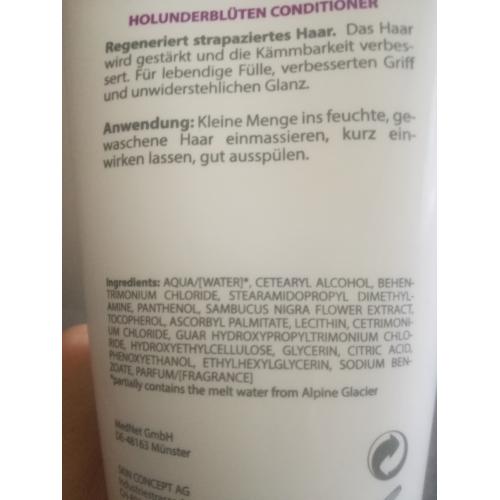 HOLUNDERBLÜTEN CONDITIONER
Regeneriert strapaziertes Haar. Das Haar
wird gestärkt und die Kämmbarkeit verbes-
sert. Für lebendige Fülle, verbesserten Griff
und unwiderstehlichen Glanz.
Anwendung: Kleine Menge ins feuchte, ge-
waschene Haar einmassieren, kurz ein-
wirken lassen, gut ausspülen.
Ingredients: AQUA/[WATER]*, CETEARYL ALCOHOL, BEHEN-
TRIMONIUM CHLORIDE, STEARAMIDOPROPYL DIMETHYL-
AMINE, PANTHENOL, SAMBUCUS NIGRA FLOWER EXTRACT,
TOCOPHEROL, ASCORBYL PALMITATE, LECITHIN, CETRIMONI-
UM CHLORIDE, GUAR HYDROXYPROPYLTRIMONIUM CHLO-
RIDE, HYDROXYETHYLCELLULOSE, GLYCERIN, CITRIC ACID,
PHENOXYETHANOL, ETHYLHEXYLGLYCERIN, SODIUM BEN-
ZOATE, PARFUM/[FRAGRANCE]
*partially contains the melt water from Alpine Glacier
MedNet GmbH
DE-48163 Münster
SKIN CONCEPT AG